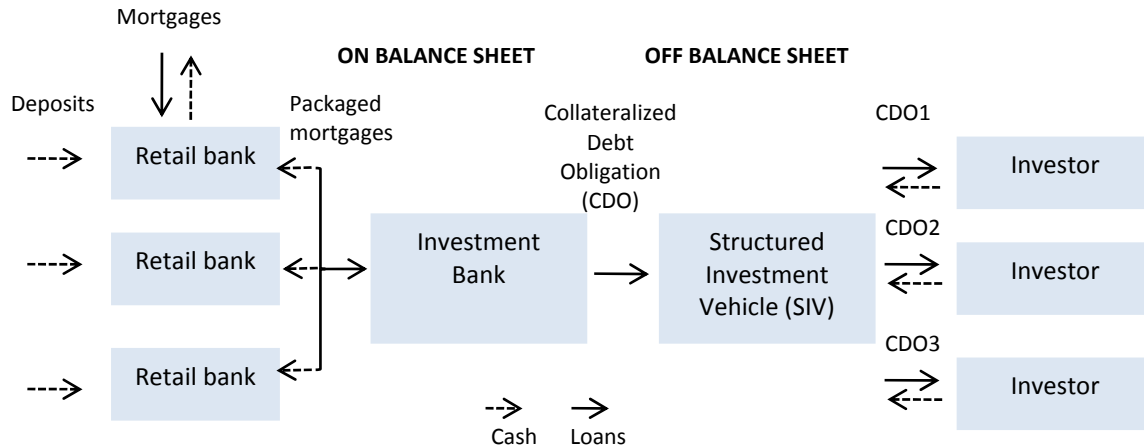 Mortgages
ON BALANCE SHEET
OFF BALANCE SHEET
Deposits
Packaged
mortgages
Collateralized
Debt
Obligation
(CDO)
CDO1
Retail bank
Investor
Retail bank
Investment
Bank
Structured
Investment
Vehicle (SIV)
CDO2
Investor
Retail bank
CDO3
Investor
Cash
Loans